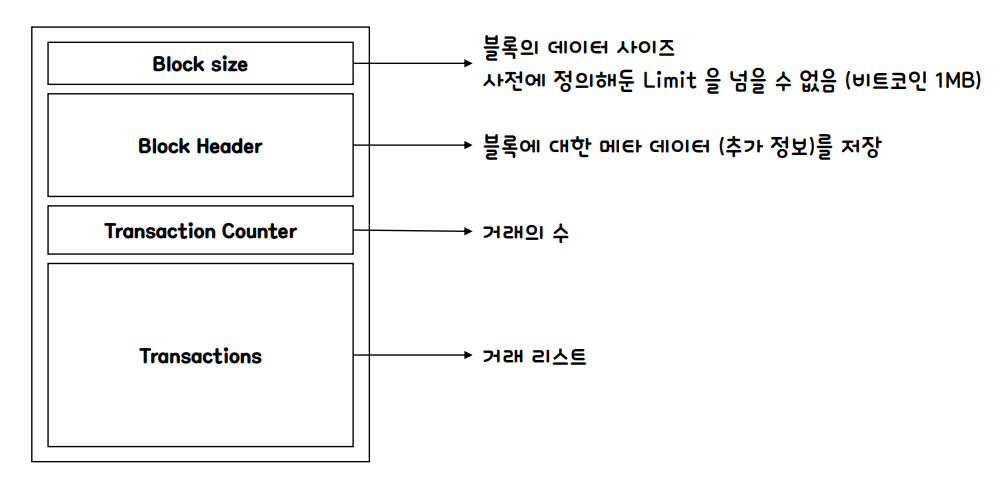 Block size
블록의 데이터 사이즈
사전에 정의해둔 Limit 을 넘을 수 없음 (비트코인 1MB)
Block Header
블록에 대한 메타 데이터 (추가 정보)를 저장
Transaction Counter
거래의 수
Transactions
거래 리스트